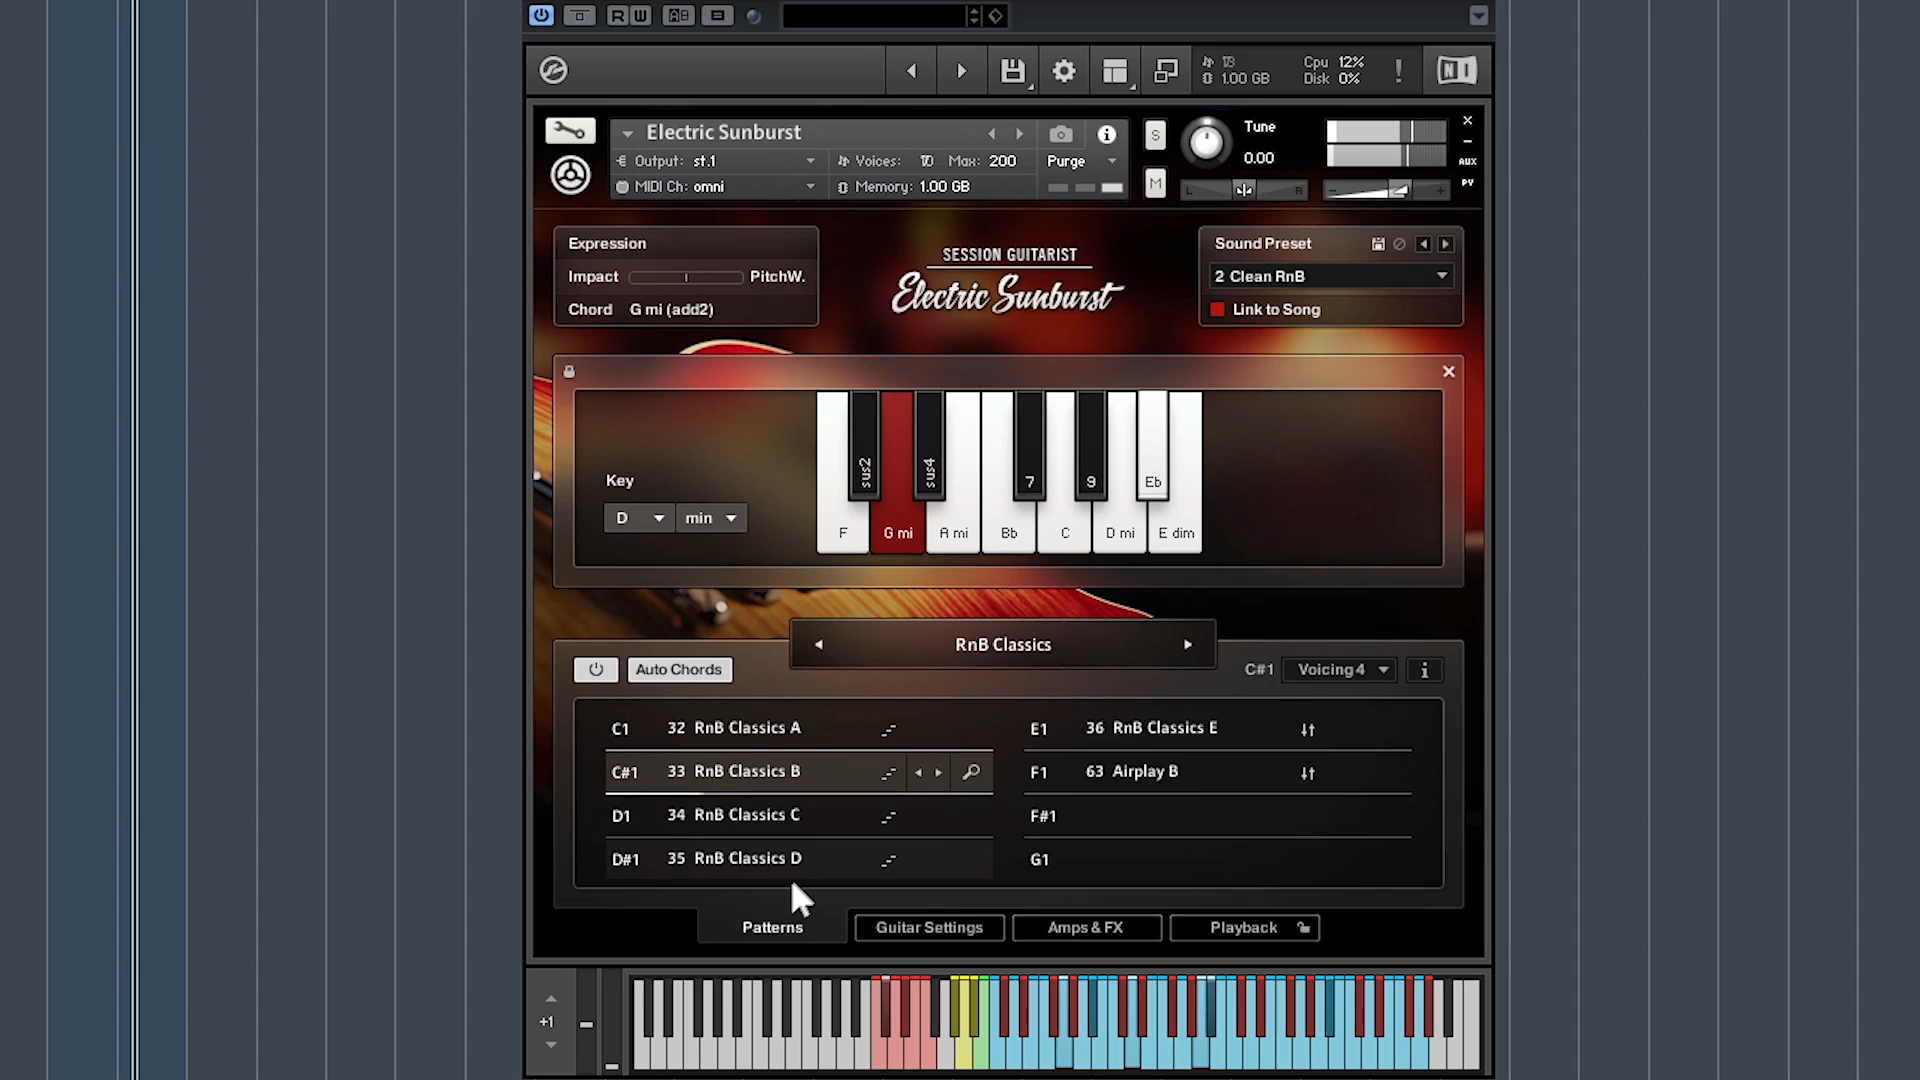 R W
1.00 GB
Cpu 12%
Disk 0%
!
NI
Electric Sunburst
i
S
Tune
0.00
Output: st.1
Voices: 10 Max: 200
Purge
MIDI Ch: omni
Memory: 1.00 GB
M
L R
- +
AUX
PV
Expression
Impact PitchW.
Chord G mi (add2)
SESSION GUITARIST
Electric Sunburst
Sound Preset
2 Clean RnB
Link to Song
Key
D min
sus2 sus4 7 9 Eb
F G mi A mi Bb C D mi E dim
RnB Classics
Auto Chords
C#1 Voicing 4 i
C1 32 RnB Classics A
C#1 33 RnB Classics B
D1 34 RnB Classics C
D#1 35 RnB Classics D
E1 36 RnB Classics E
F1 63 Airplay B
F#1
G1
Patterns
Guitar Settings
Amps & FX
Playback
+1